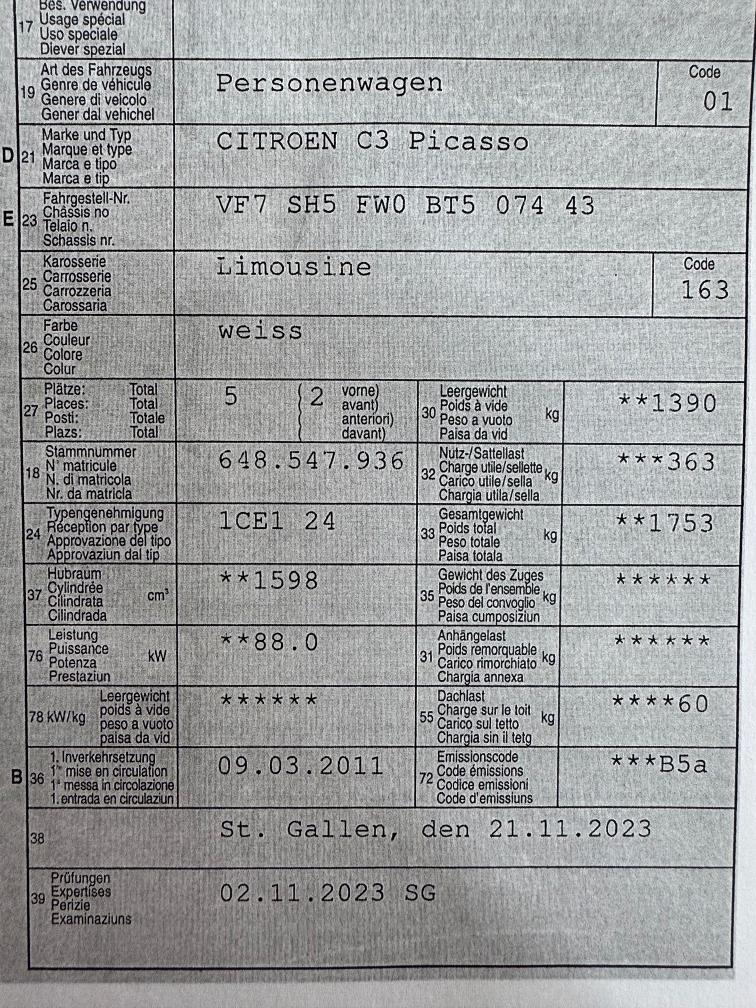 Bes. Verwendung
17 Usage spécial
Uso speciale
Diever spezial
Art des Fahrzeugs
19 Genre de véhicule
Genere di veicolo
Gener dal vehichel
Personenwagen
Code
01
Marke und Typ
D 21 Marque et type
Marca e tipo
Marca e tip
CITROEN C3 Picasso
Fahrgestell-Nr.
E 23 Châssis no
Telaio n.
Schassis nr.
VF7 SH5 FW0 BT5 074 43
Karosserie
25 Carrosserie
Carrozzeria
Carossaria
Limousine
Code
163
Farbe
26 Couleur
Colore
Colur
weiss
Plätze: Total
27 Places: Total
Posti: Totale
Plazs: Total
5 ( 2 vorne)
avant)
anteriori)
davant)
Leergewicht
30 Poids à vide kg
Peso a vuoto
Paisa da vid
**1390
Stammnummer
18 N° matricule
N. di matricola
Nr. da matricla
648.547.936
Nutz-/Sattellast
32 Charge utile/sellette kg
Carico utile/sella
Chargia utila/sella
***363
Typengenehmigung
24 Réception par type
Approvazione del tipo
Approvaziun dal tip
1CE1 24
Gesamtgewicht
33 Poids total kg
Peso totale
Paisa totala
**1753
Hubraum
37 Cylindrée cm³
Cilindrata
Cilindrada
**1598
Gewicht des Zuges
35 Poids de l'ensemble kg
Peso del convoglio
Paisa cumposiziun
******
Leistung
76 Puissance kW
Potenza
Prestaziun
**88.0
Anhängelast
31 Poids remorquable kg
Carico rimorchiato
Chargia annexa
******
Leergewicht
78 kW/kg poids à vide
peso a vuoto
paisa da vid
******
Dachlast
55 Charge sur le toit kg
Carico sul tetto
Chargia sin il tetg
****60
1. Inverkehrsetzung
B 36 1re mise en circulation
1a messa in circolazione
1. entrada en circulaziun
09.03.2011
Emissionscode
72 Code émissions
Codice emissioni
Code d'emissiuns
***B5a
38 St. Gallen, den 21.11.2023
Prüfungen
39 Expertises
Perizie
Examinaziuns
02.11.2023 SG